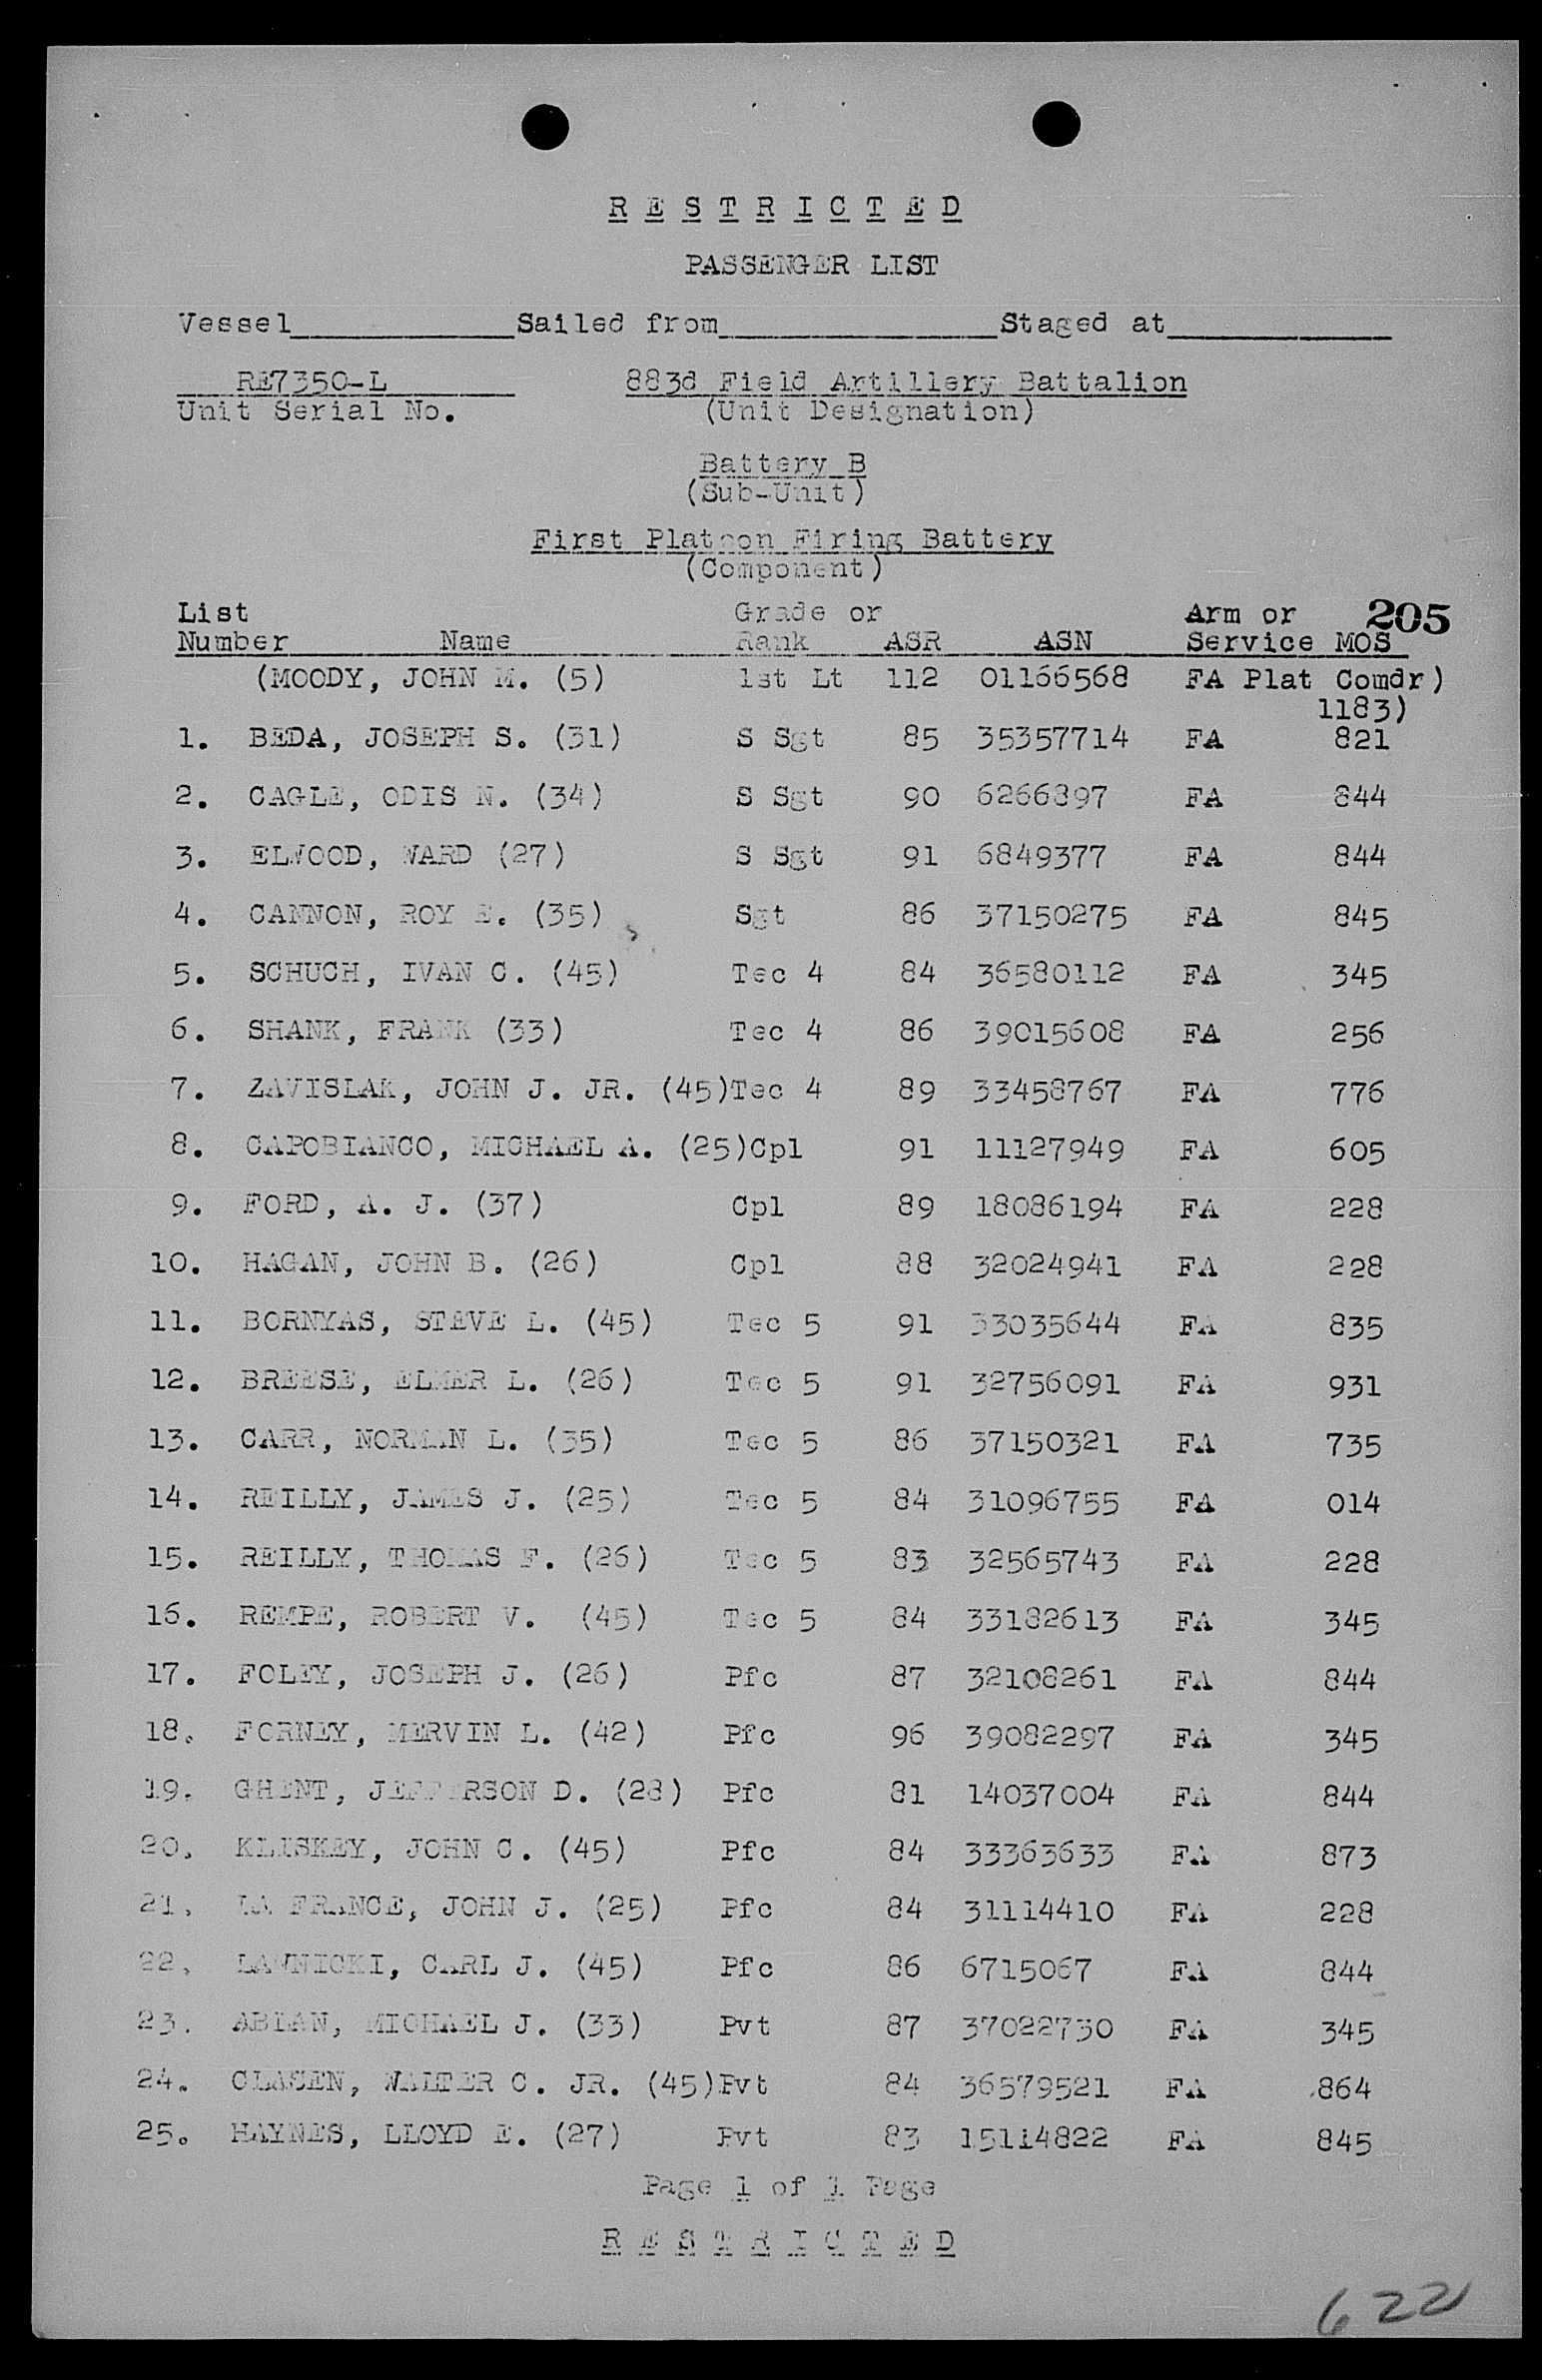 R E S T R I C T E D
PASSENGER LIST
Vessel____________Sailed from_______________Staged at____________
RE7350-L 883d Field Artillery Battalion
Unit Serial No. (Unit Designation)
Battery B
(Sub-Unit)
First Platoon Firing Battery
(Component)
List Grade or Arm or 205
Number Name Rank ASR ASN Service MOS
(MOODY, JOHN M. (5) 1st Lt 112 01166568 FA Plat Comdr)
1183)
1. BEDA, JOSEPH S. (31) S Sgt 85 35357714 FA 821
2. CAGLE, ODIS N. (34) S Sgt 90 6266397 FA 844
3. ELWOOD, WARD (27) S Sgt 91 6849377 FA 844
4. CANNON, ROY E. (35) Sgt 86 37150275 FA 845
5. SCHUCH, IVAN C. (45) Tec 4 84 36580112 FA 345
6. SHANK, FRANK (33) Tec 4 86 39015608 FA 256
7. ZAVISLAK, JOHN J. JR. (45)Tec 4 89 33458767 FA 776
8. CAPOBIANCO, MICHAEL A. (25)Cpl 91 11127949 FA 605
9. FORD, A. J. (37) Cpl 89 18086194 FA 228
10. HAGAN, JOHN B. (26) Cpl 88 32024941 FA 228
11. BORNYAS, STEVE L. (45) Tec 5 91 33035644 FA 835
12. BREESE, ELMER L. (26) Tec 5 91 32756091 FA 931
13. CARR, NORMAN L. (35) Tec 5 86 37150321 FA 735
14. REILLY, JAMES J. (25) Tec 5 84 31096755 FA 014
15. REILLY, THOMAS F. (26) Tec 5 83 32565743 FA 228
16. REMPE, ROBERT V. (45) Tec 5 84 33182613 FA 345
17. FOLEY, JOSEPH J. (26) Pfc 87 32108261 FA 844
18. FORNEY, MERVIN L. (42) Pfc 96 39082297 FA 345
19. GHENT, JEFFERSON D. (28) Pfc 81 14037004 FA 844
20. KLISKEY, JOHN C. (45) Pfc 84 33363633 FA 873
21. LA FRANCE, JOHN J. (25) Pfc 84 31114410 FA 228
22. LAWNICKI, CARL J. (45) Pfc 86 6715067 FA 844
23. ABIAN, MICHAEL J. (33) Pvt 87 37022730 FA 345
24. CLASEN, WALTER C. JR. (45)Pvt 84 36579521 FA 864
25. HAYNES, LLOYD E. (27) Pvt 83 15114822 FA 845
Page 1 of 1 Page
R E S T R I C T E D
622